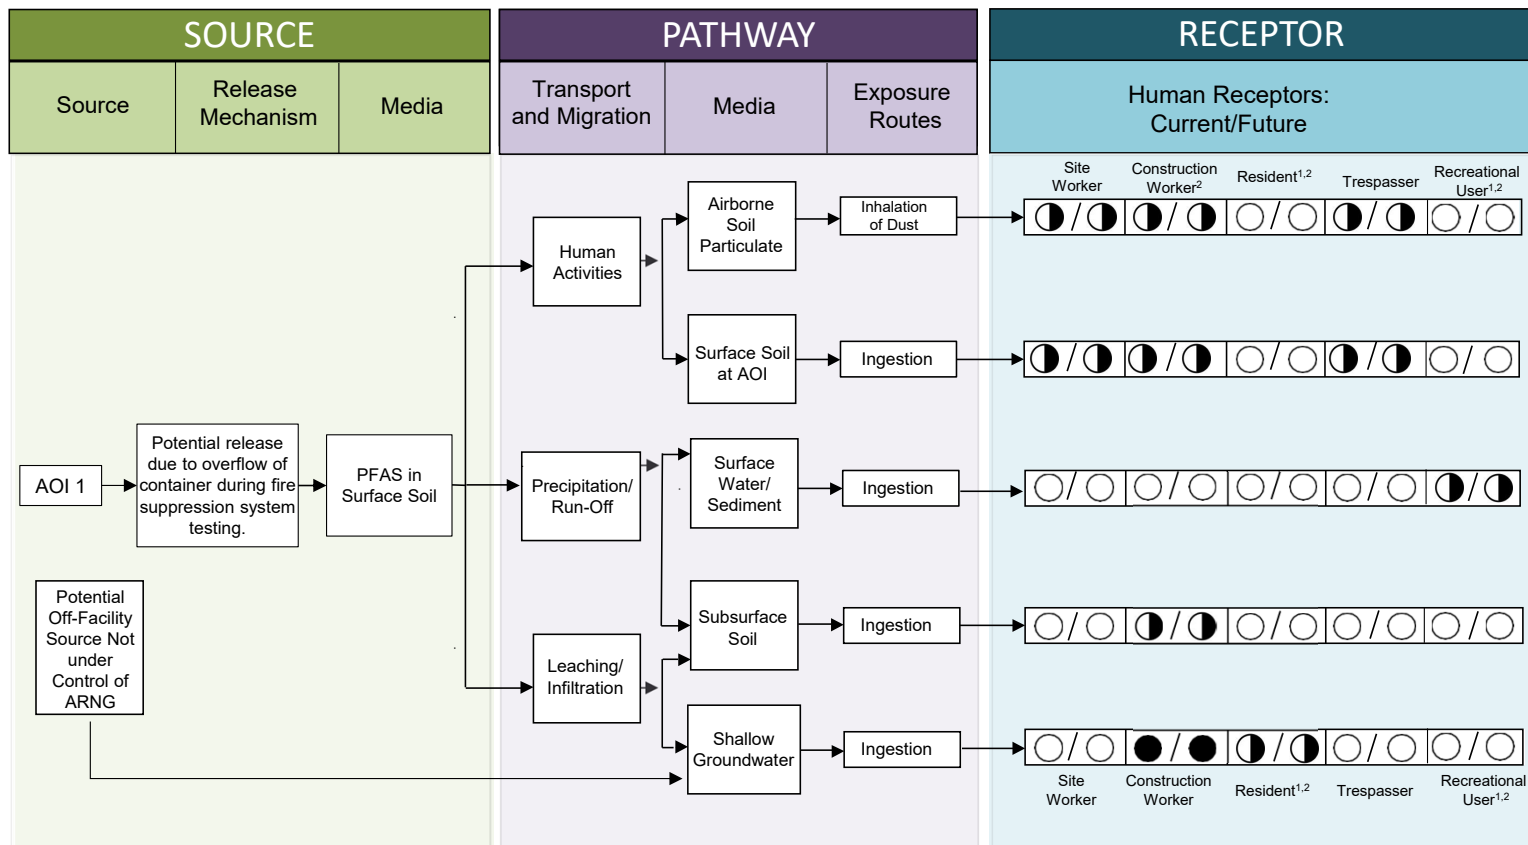 SOURCE
PATHWAY
RECEPTOR
Source
Release
Mechanism
Media
Transport
and Migration
Media
Exposure
Routes
Human Receptors:
Current/Future
Site
Worker
Construction
Worker2
Resident1,2
Trespasser
Recreational
User1,2
Human
Activities
Airborne
Soil
Particulate
Inhalation
of Dust
/ / / / /
Surface Soil
at AOI
Ingestion
/ / / / /
AOI 1
Potential release
due to overflow of
container during fire
suppression system
testing.
PFAS in
Surface Soil
Precipitation/
Run-Off
Surface
Water/
Sediment
Ingestion
/ / / / /
Potential
Off-Facility
Source Not
under
Control of
ARNG
Leaching/
Infiltration
Subsurface
Soil
Ingestion
/ / / / /
Shallow
Groundwater
Ingestion
/ / / / /
Site
Worker
Construction
Worker
Resident1,2
Trespasser
Recreational
User1,2